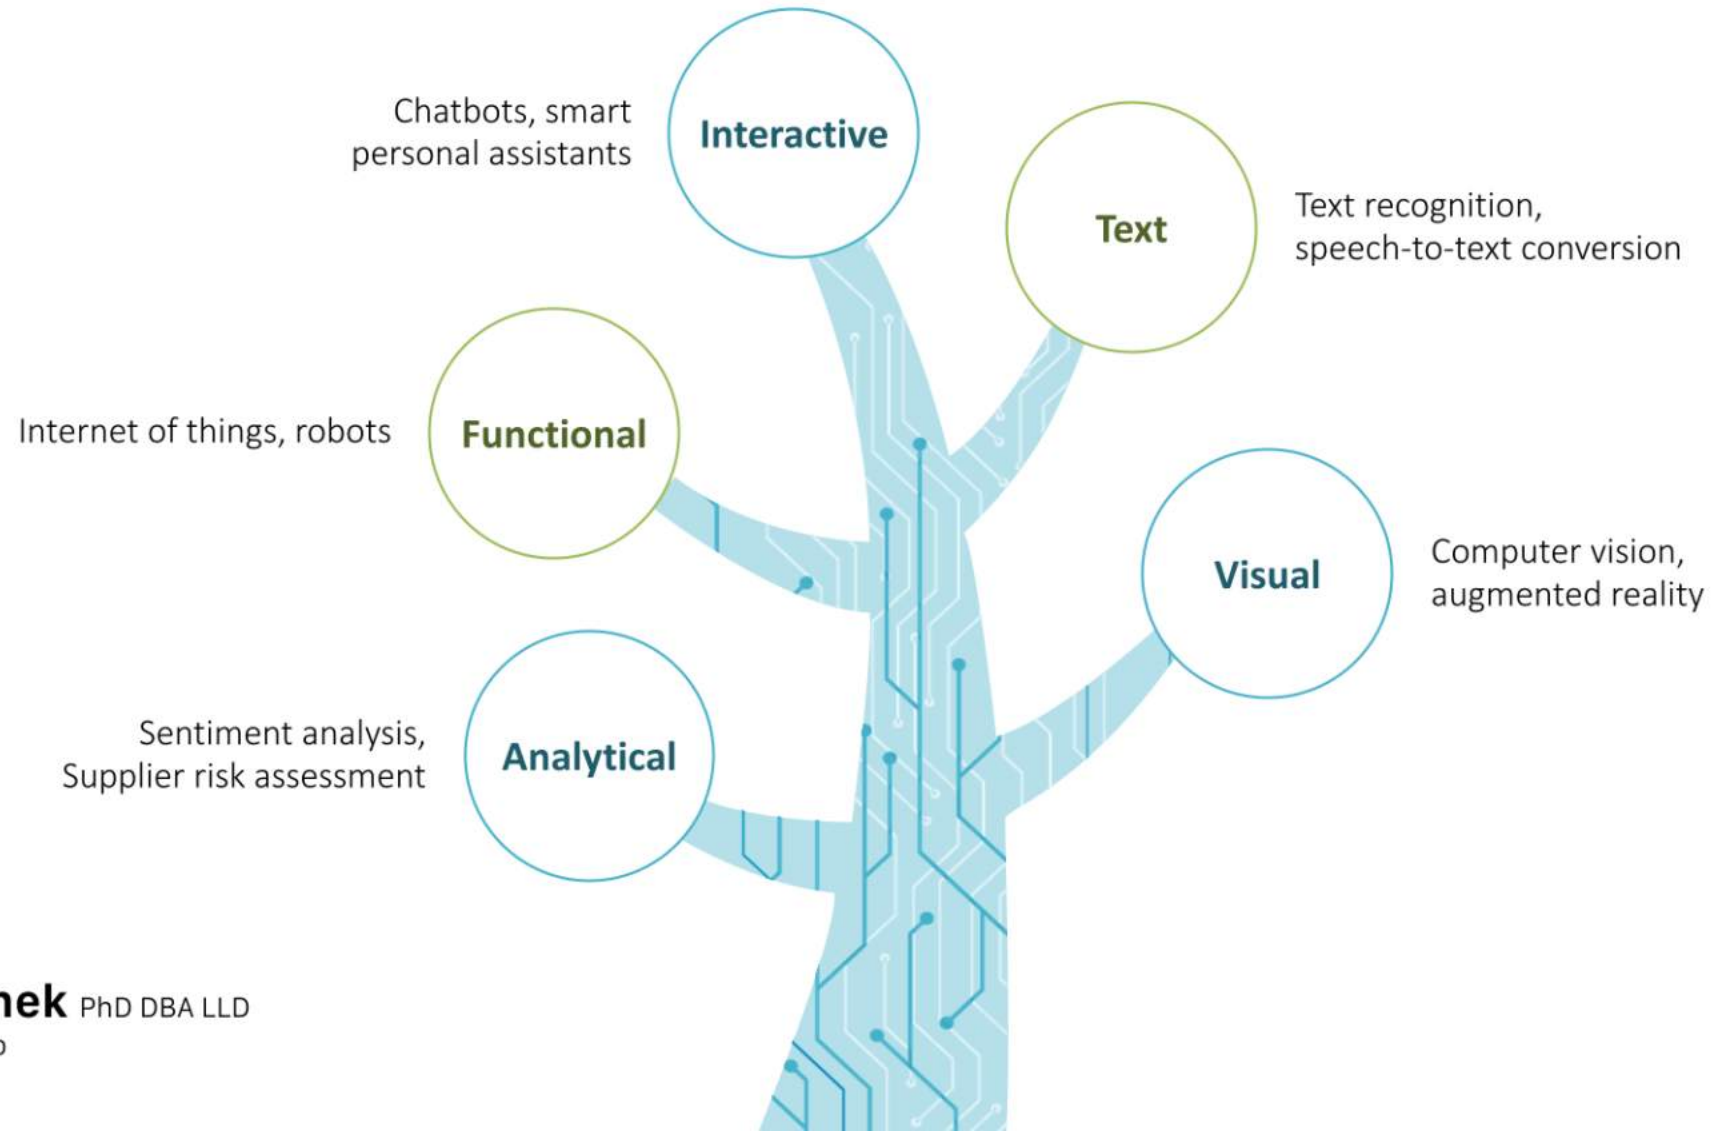 Chatbots, smart
personal assistants
Interactive
Text
Text recognition,
speech-to-text conversion
Internet of things, robots
Functional
Visual
Computer vision,
augmented reality
Sentiment analysis,
Supplier risk assessment
Analytical
PhD DBA LLD